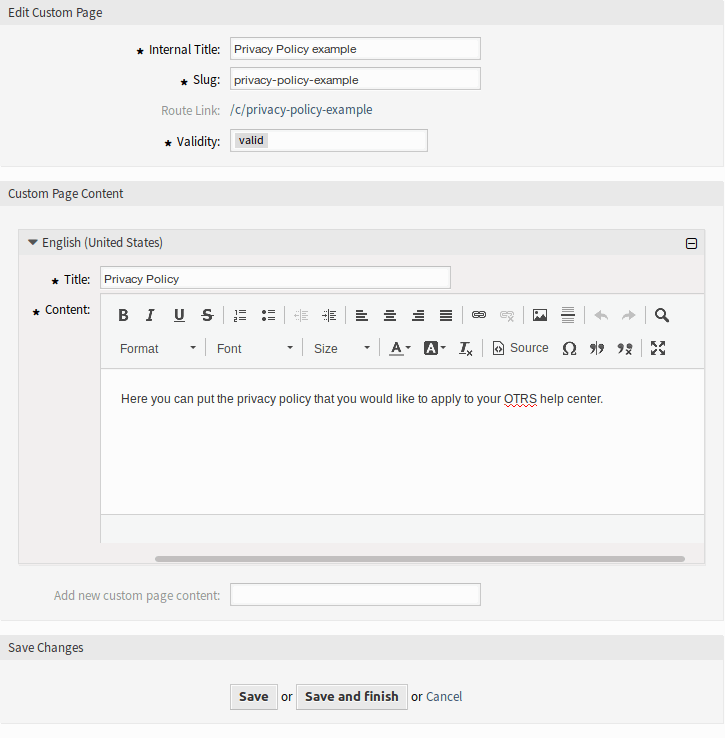 Edit Custom Page
★ Internal Title: Privacy Policy example
★ Slug: privacy-policy-example
Route Link: /c/privacy-policy-example
★ Validity: valid
Custom Page Content
English (United States)
★ Title: Privacy Policy
★ Content:
B I U S
Format Font Size A A Tx Source Ω
Here you can put the privacy policy that you would like to apply to your OTRS help center.
Add new custom page content:
Save Changes
Save or Save and finish or Cancel